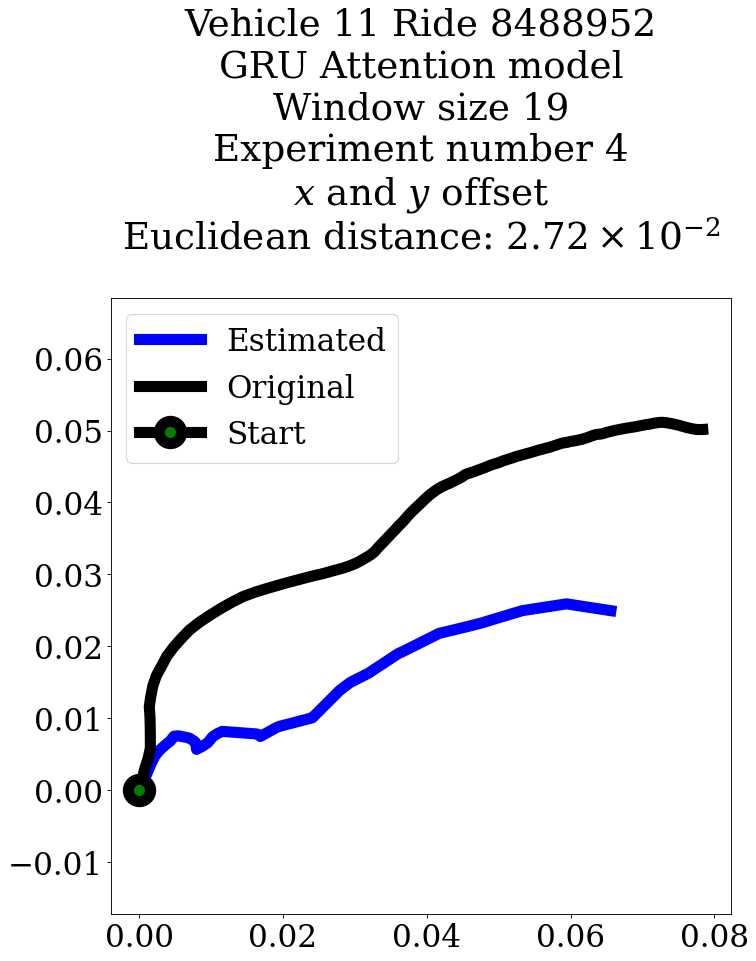 Vehicle 11 Ride 8488952
GRU Attention model
Window size 19
Experiment number 4
x and y offset
Euclidean distance: 2.72 × 10⁻²
Estimated
Original
Start
0.06
0.05
0.04
0.03
0.02
0.01
0.00
−0.01
0.00 0.02 0.04 0.06 0.08